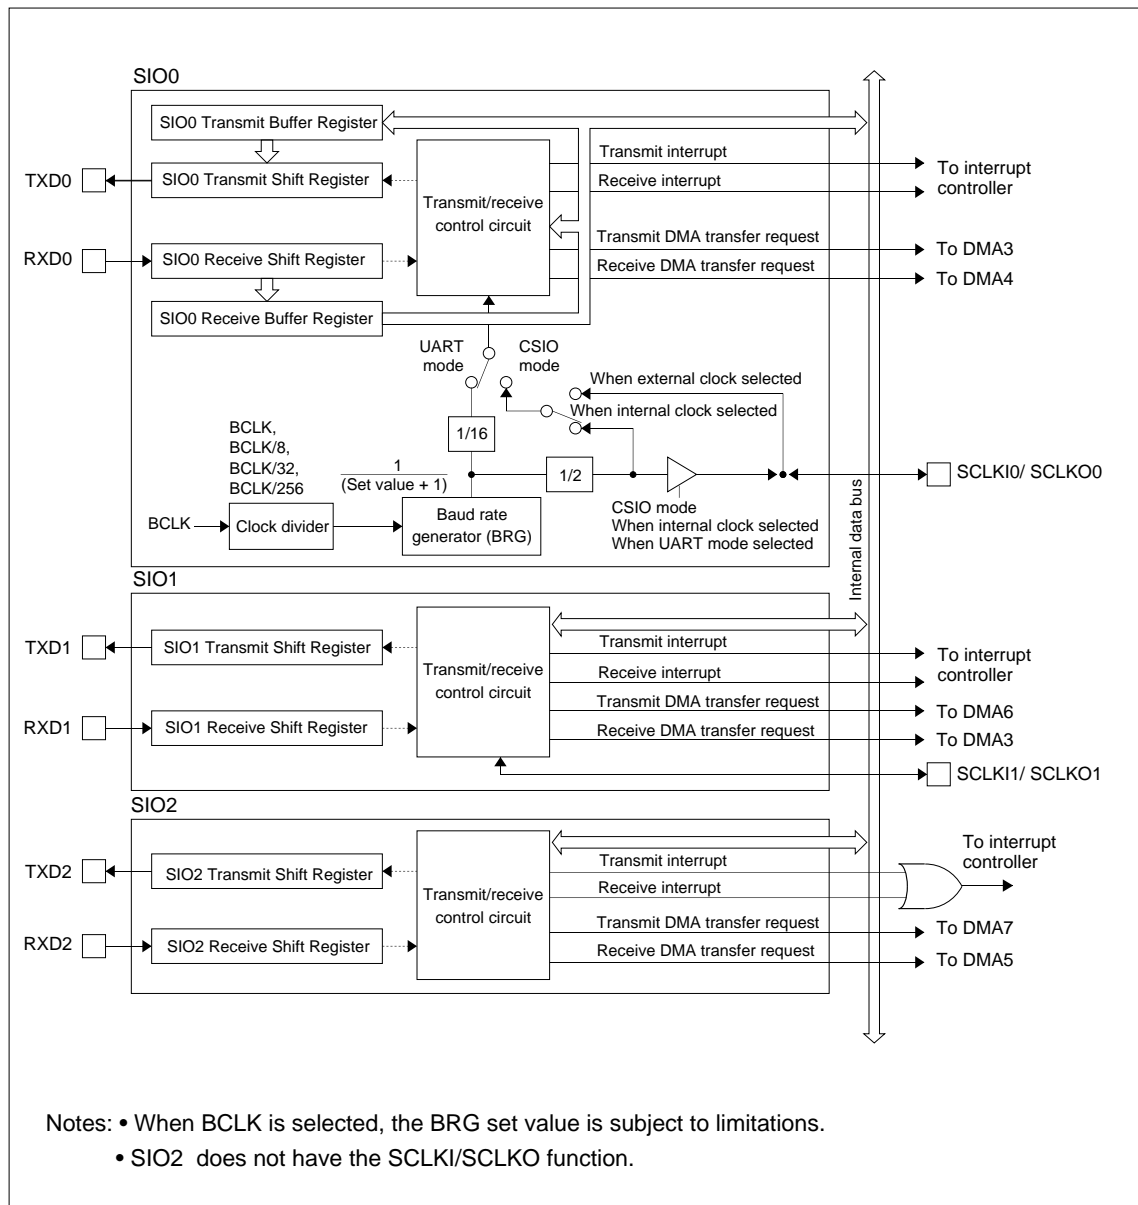 SIO0
SIO0 Transmit Buffer Register
TXD0
SIO0 Transmit Shift Register
Transmit/receive
control circuit
Transmit interrupt
Receive interrupt
To interrupt
controller
RXD0
SIO0 Receive Shift Register
Transmit DMA transfer request
To DMA3
Receive DMA transfer request
To DMA4
SIO0 Receive Buffer Register
UART
mode
CSIO
mode
When external clock selected
When internal clock selected
BCLK,
BCLK/8,
BCLK/32,
BCLK/256
1/16
1
(Set value + 1)
1/2
SCLKI0/ SCLKO0
BCLK
Clock divider
Baud rate
generator (BRG)
CSIO mode
When internal clock selected
When UART mode selected
Internal data bus
SIO1
TXD1
SIO1 Transmit Shift Register
Transmit/receive
control circuit
Transmit interrupt
Receive interrupt
To interrupt
controller
RXD1
SIO1 Receive Shift Register
Transmit DMA transfer request
To DMA6
Receive DMA transfer request
To DMA3
SCLKI1/ SCLKO1
SIO2
TXD2
SIO2 Transmit Shift Register
Transmit/receive
control circuit
Transmit interrupt
Receive interrupt
To interrupt
controller
RXD2
SIO2 Receive Shift Register
Transmit DMA transfer request
To DMA7
Receive DMA transfer request
To DMA5
Notes: • When BCLK is selected, the BRG set value is subject to limitations.
• SIO2 does not have the SCLKI/SCLKO function.